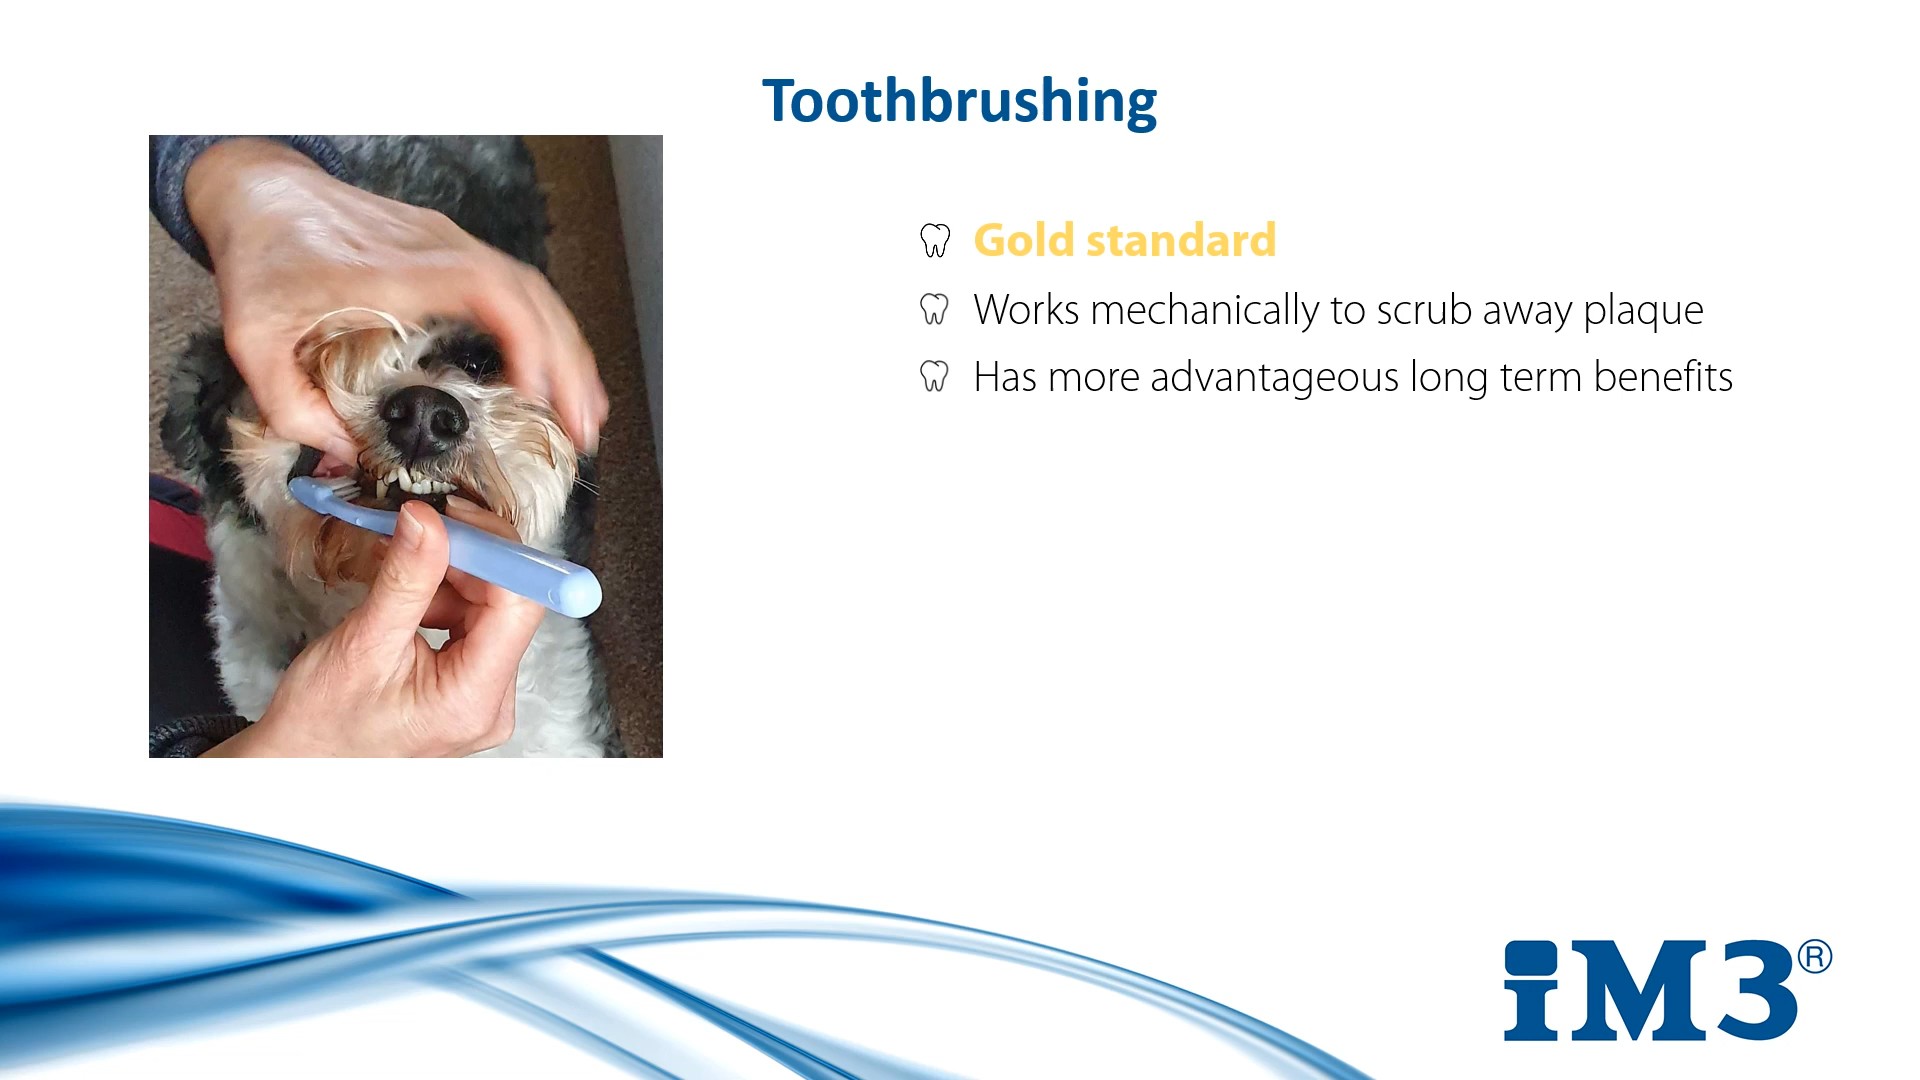 Toothbrushing
Gold standard
Works mechanically to scrub away plaque
Has more advantageous long term benefits
iM3®